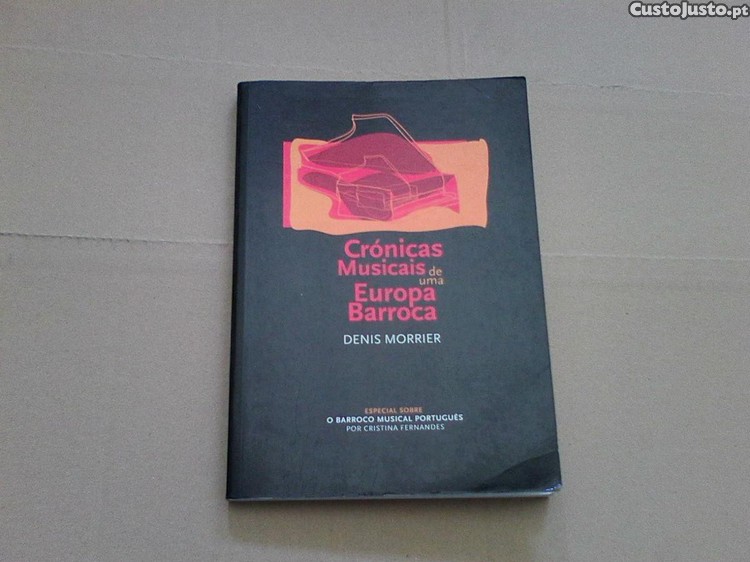 CustoJusto.pt
Crónicas
Musicais de
uma
Europa
Barroca
DENIS MORRIER
ESPECIAL SOBRE
O BARROCO MUSICAL PORTUGUÊS
POR CRISTINA FERNANDES